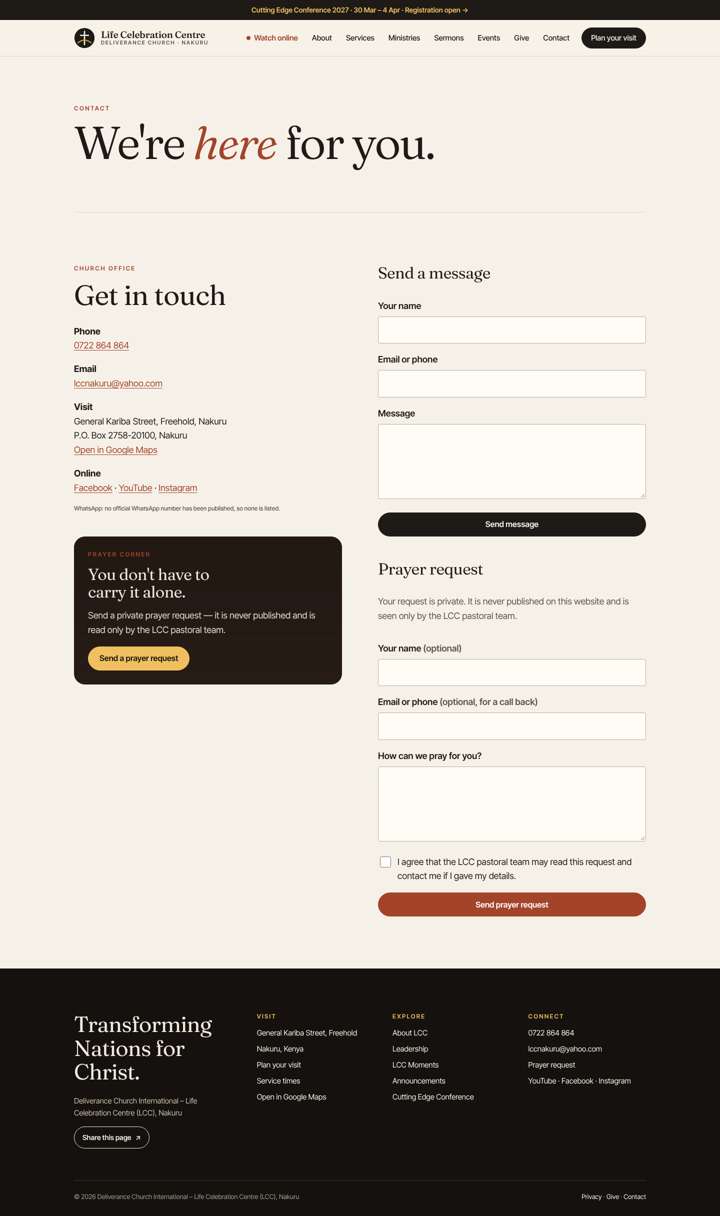 Cutting Edge Conference 2027 · 30 Mar – 4 Apr · Registration open →
Life Celebration Centre
DELIVERANCE CHURCH · NAKURU
Watch online
About
Services
Ministries
Sermons
Events
Give
Contact
Plan your visit
CONTACT
We're here for you.
CHURCH OFFICE
Get in touch
Phone
0722 864 864
Email
lccnakuru@yahoo.com
Visit
General Kariba Street, Freehold, Nakuru
P.O. Box 2758-20100, Nakuru
Open in Google Maps
Online
Facebook · YouTube · Instagram
WhatsApp: no official WhatsApp number has been published, so none is listed.
PRAYER CORNER
You don't have to
carry it alone.
Send a private prayer request — it is never published and is
read only by the LCC pastoral team.
Send a prayer request
Send a message
Your name
Email or phone
Message
Send message
Prayer request
Your request is private. It is never published on this website and is
seen only by the LCC pastoral team.
Your name (optional)
Email or phone (optional, for a call back)
How can we pray for you?
I agree that the LCC pastoral team may read this request and
contact me if I gave my details.
Send prayer request
Transforming
Nations for
Christ.
Deliverance Church International – Life
Celebration Centre (LCC), Nakuru
Share this page ↗
VISIT
General Kariba Street, Freehold
Nakuru, Kenya
Plan your visit
Service times
Open in Google Maps
EXPLORE
About LCC
Leadership
LCC Moments
Announcements
Cutting Edge Conference
CONNECT
0722 864 864
lccnakuru@yahoo.com
Prayer request
YouTube · Facebook · Instagram
© 2026 Deliverance Church International – Life Celebration Centre (LCC), Nakuru
Privacy · Give · Contact